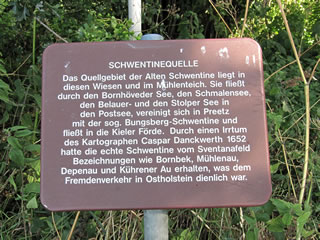 SCHWENTINEQUELLE
Das Quellgebiet der Alten Schwentine liegt in
diesen Wiesen und im Mühlenteich. Sie fließt
durch den Bornhöveder See, den Schmalensee,
den Belauer- und den Stolper See in
den Postsee, vereinigt sich in Preetz
mit der sog. Bungsberg-Schwentine und
fließt in die Kieler Förde. Durch einen Irrtum
des Kartographen Caspar Danckwerth 1652
hatte die echte Schwentine vom Sventanafeld
Bezeichnungen wie Bornbek, Mühlenau,
Depenau und Kührener Au erhalten, was dem
Fremdenverkehr in Ostholstein dienlich war.